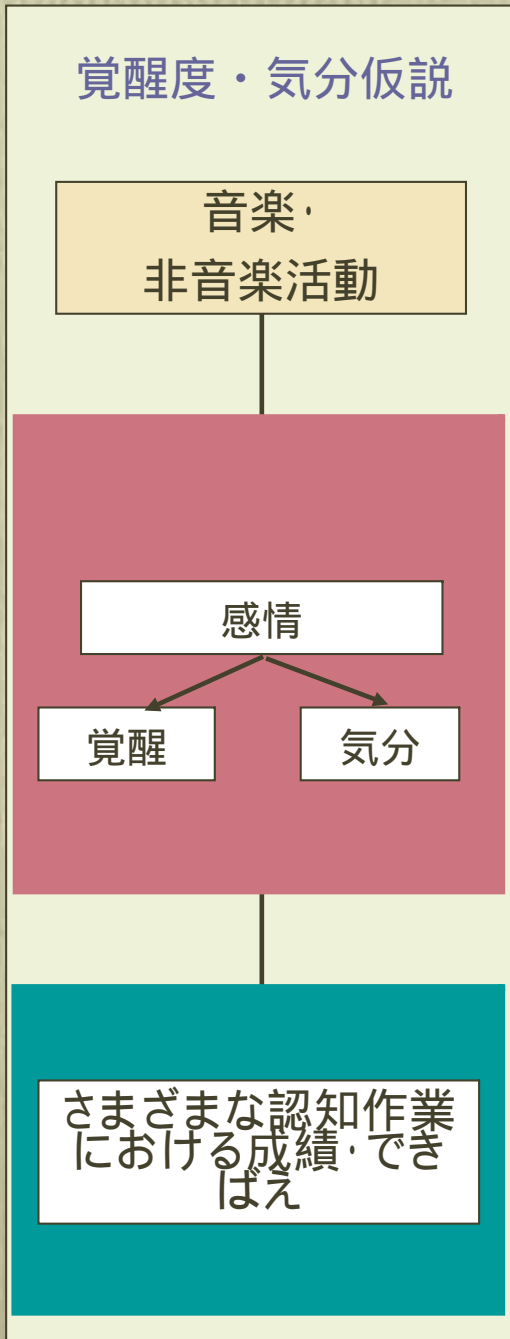 覚醒度・気分仮説
音楽・
非音楽活動
感情
覚醒
気分
さまざまな認知作業
における成績・でき
ばえ